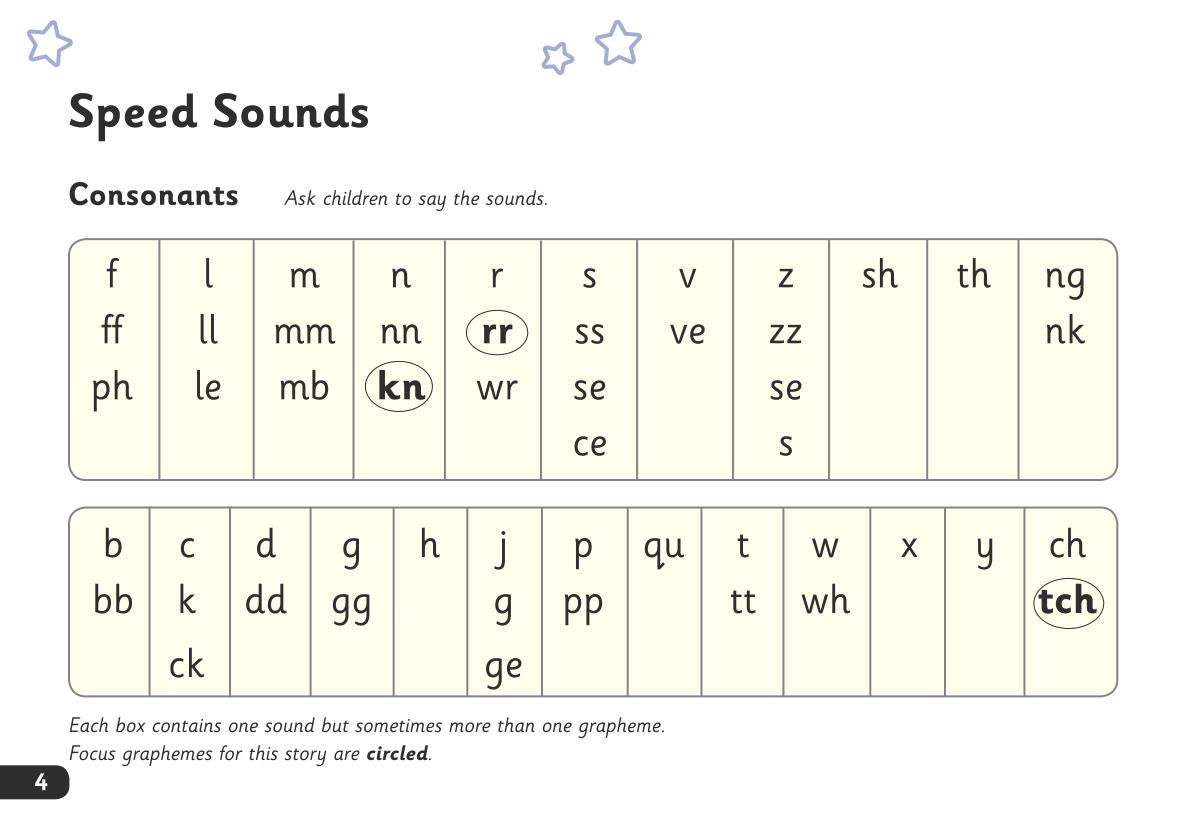 Speed Sounds
Consonants Ask children to say the sounds.
f l m n r s v z sh th ng
ff ll mm nn rr ss ve zz nk
ph le mb kn wr se se
ce s
b c d g h j p qu t w x y ch
bb k dd gg g pp tt wh tch
ck ge
Each box contains one sound but sometimes more than one grapheme.
Focus graphemes for this story are circled.
4